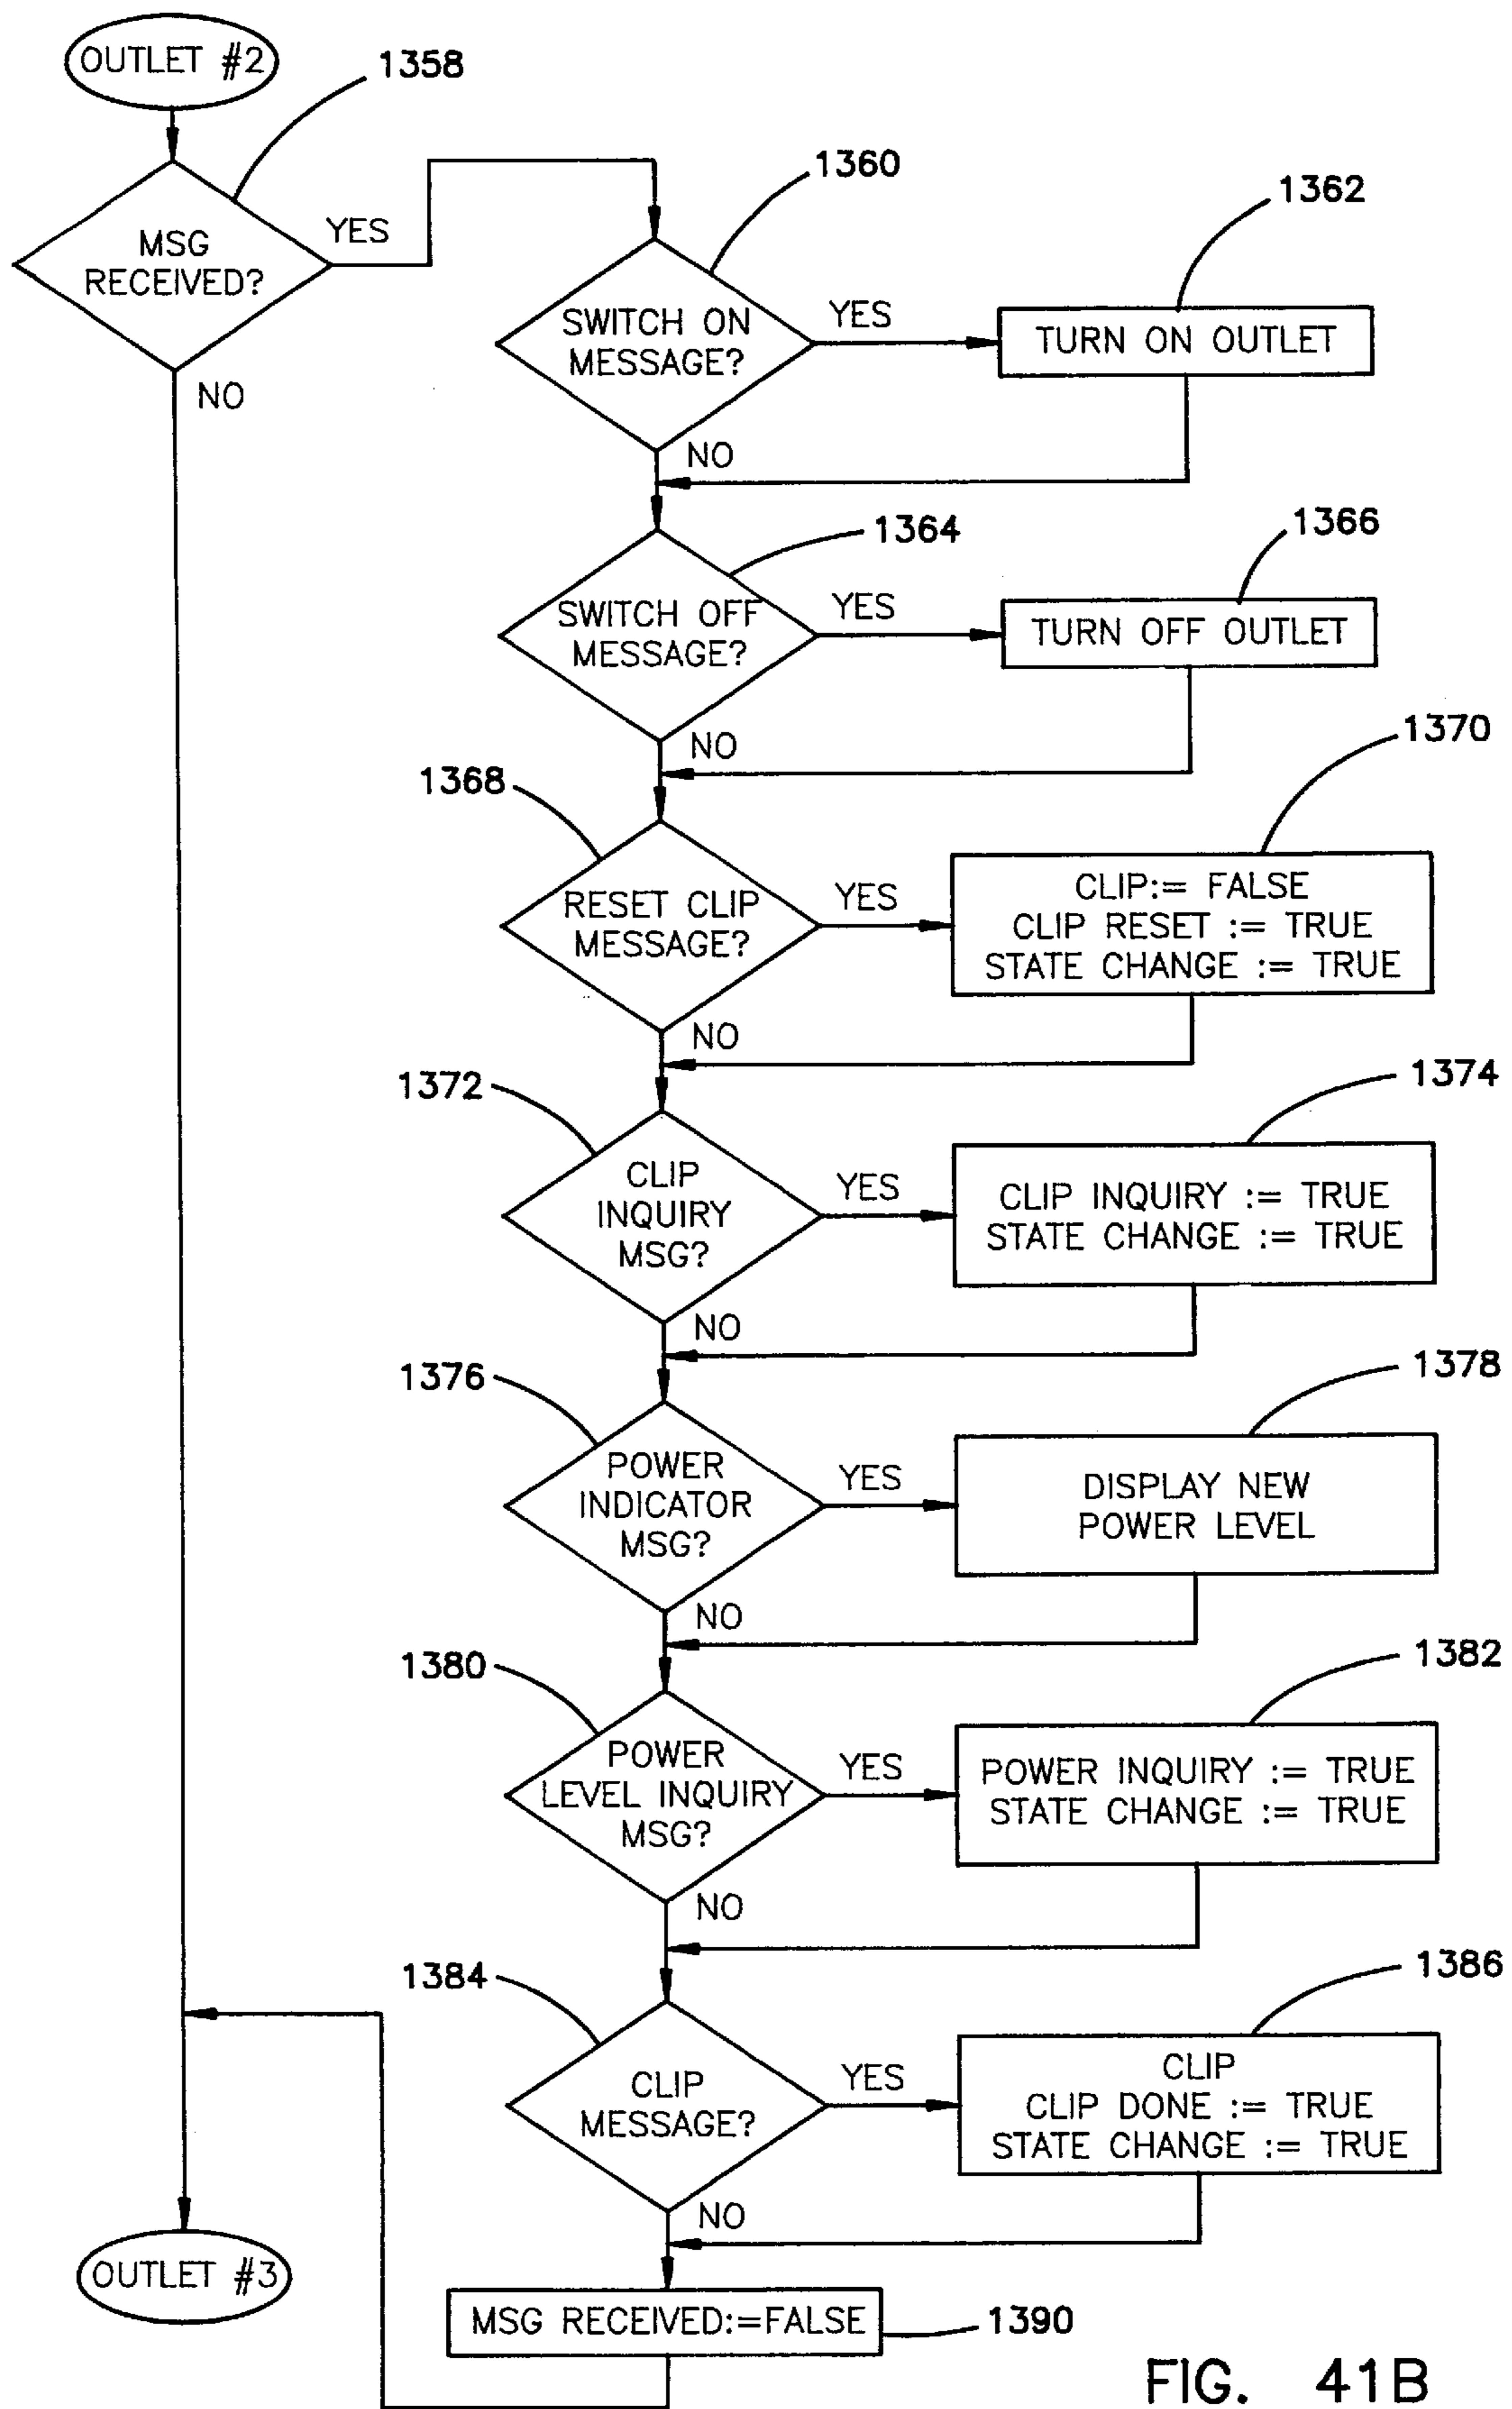 OUTLET #2
1358
MSG
RECEIVED?
YES
NO
1360
SWITCH ON
MESSAGE?
YES
NO
1362
TURN ON OUTLET
1364
SWITCH OFF
MESSAGE?
YES
NO
1366
TURN OFF OUTLET
1368
RESET CLIP
MESSAGE?
YES
NO
1370
CLIP:= FALSE
CLIP RESET := TRUE
STATE CHANGE := TRUE
1372
CLIP
INQUIRY
MSG?
YES
NO
1374
CLIP INQUIRY := TRUE
STATE CHANGE := TRUE
1376
POWER
INDICATOR
MSG?
YES
NO
1378
DISPLAY NEW
POWER LEVEL
1380
POWER
LEVEL INQUIRY
MSG?
YES
NO
1382
POWER INQUIRY := TRUE
STATE CHANGE := TRUE
1384
CLIP
MESSAGE?
YES
NO
1386
CLIP
CLIP DONE := TRUE
STATE CHANGE := TRUE
OUTLET #3
MSG RECEIVED:=FALSE
1390
FIG. 41B